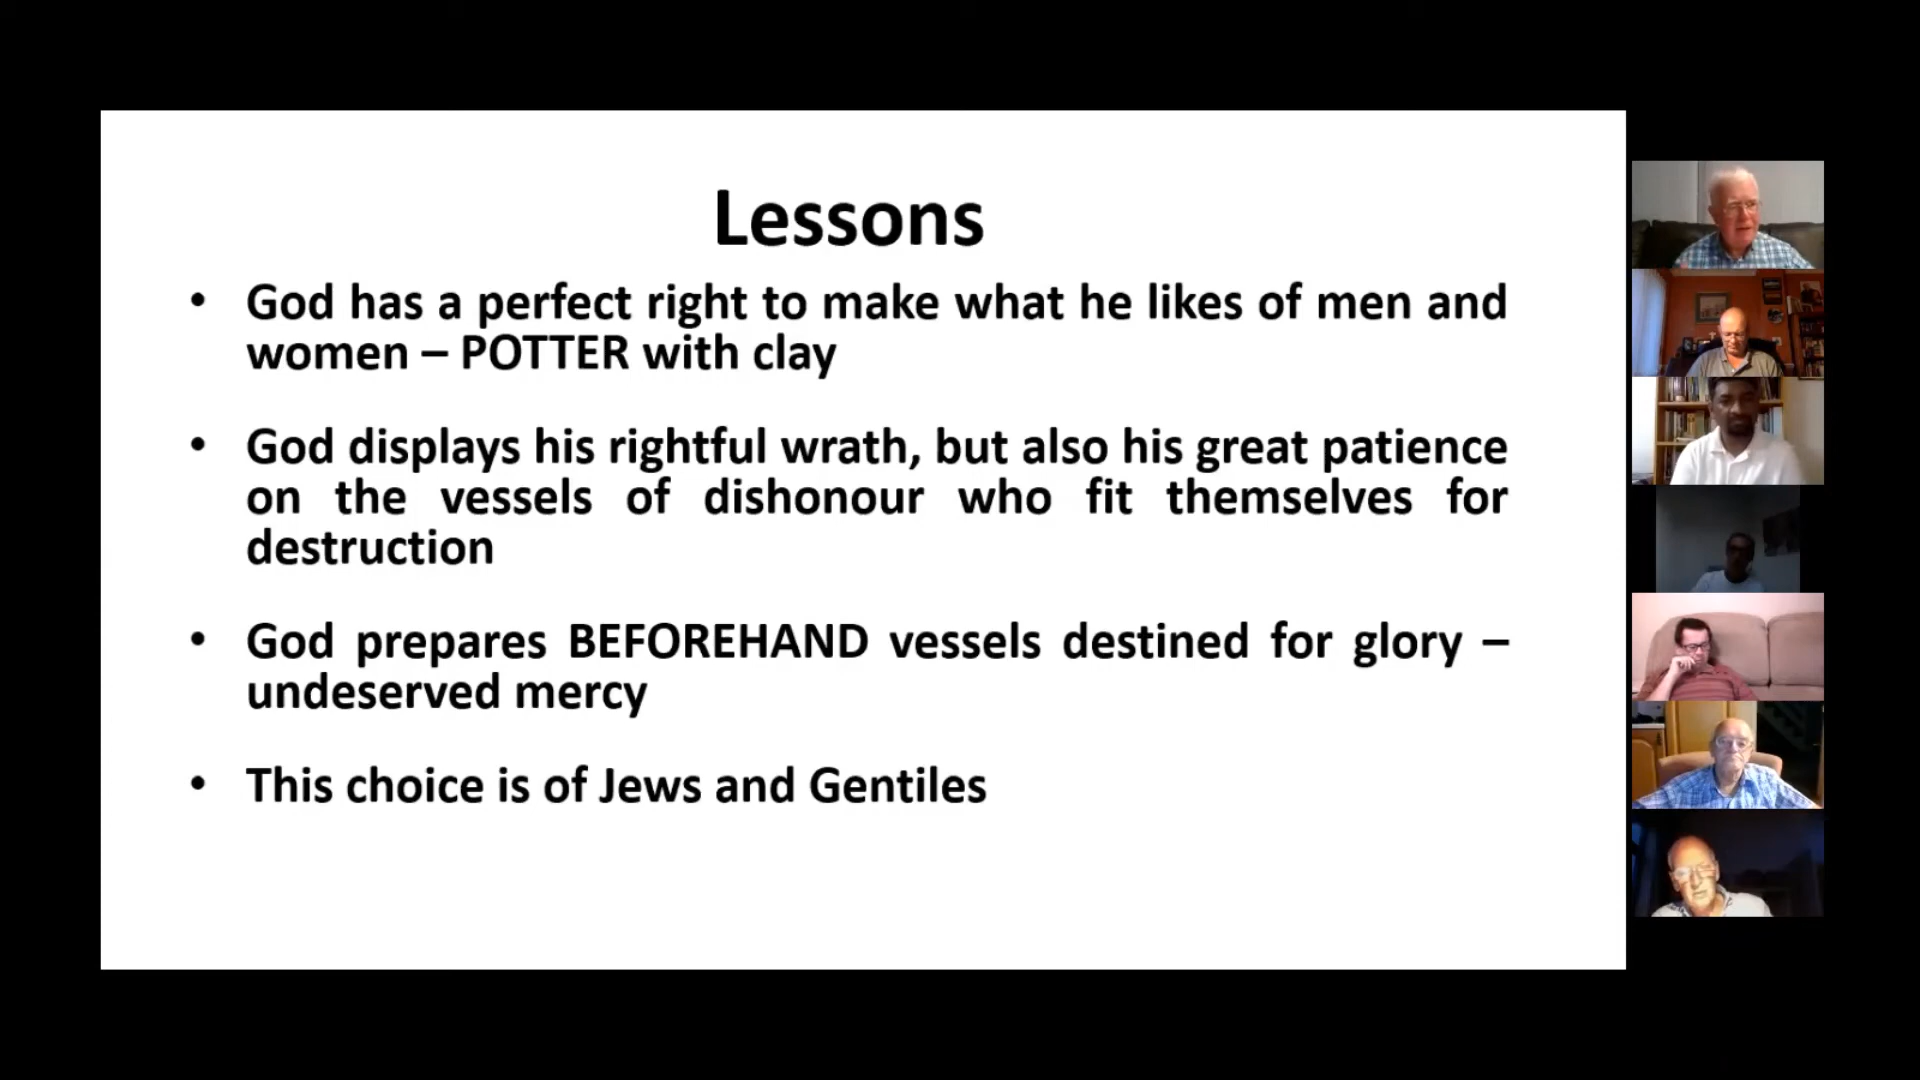 Lessons
• God has a perfect right to make what he likes of men and
women – POTTER with clay
• God displays his rightful wrath, but also his great patience
on the vessels of dishonour who fit themselves for
destruction
• God prepares BEFOREHAND vessels destined for glory –
undeserved mercy
• This choice is of Jews and Gentiles